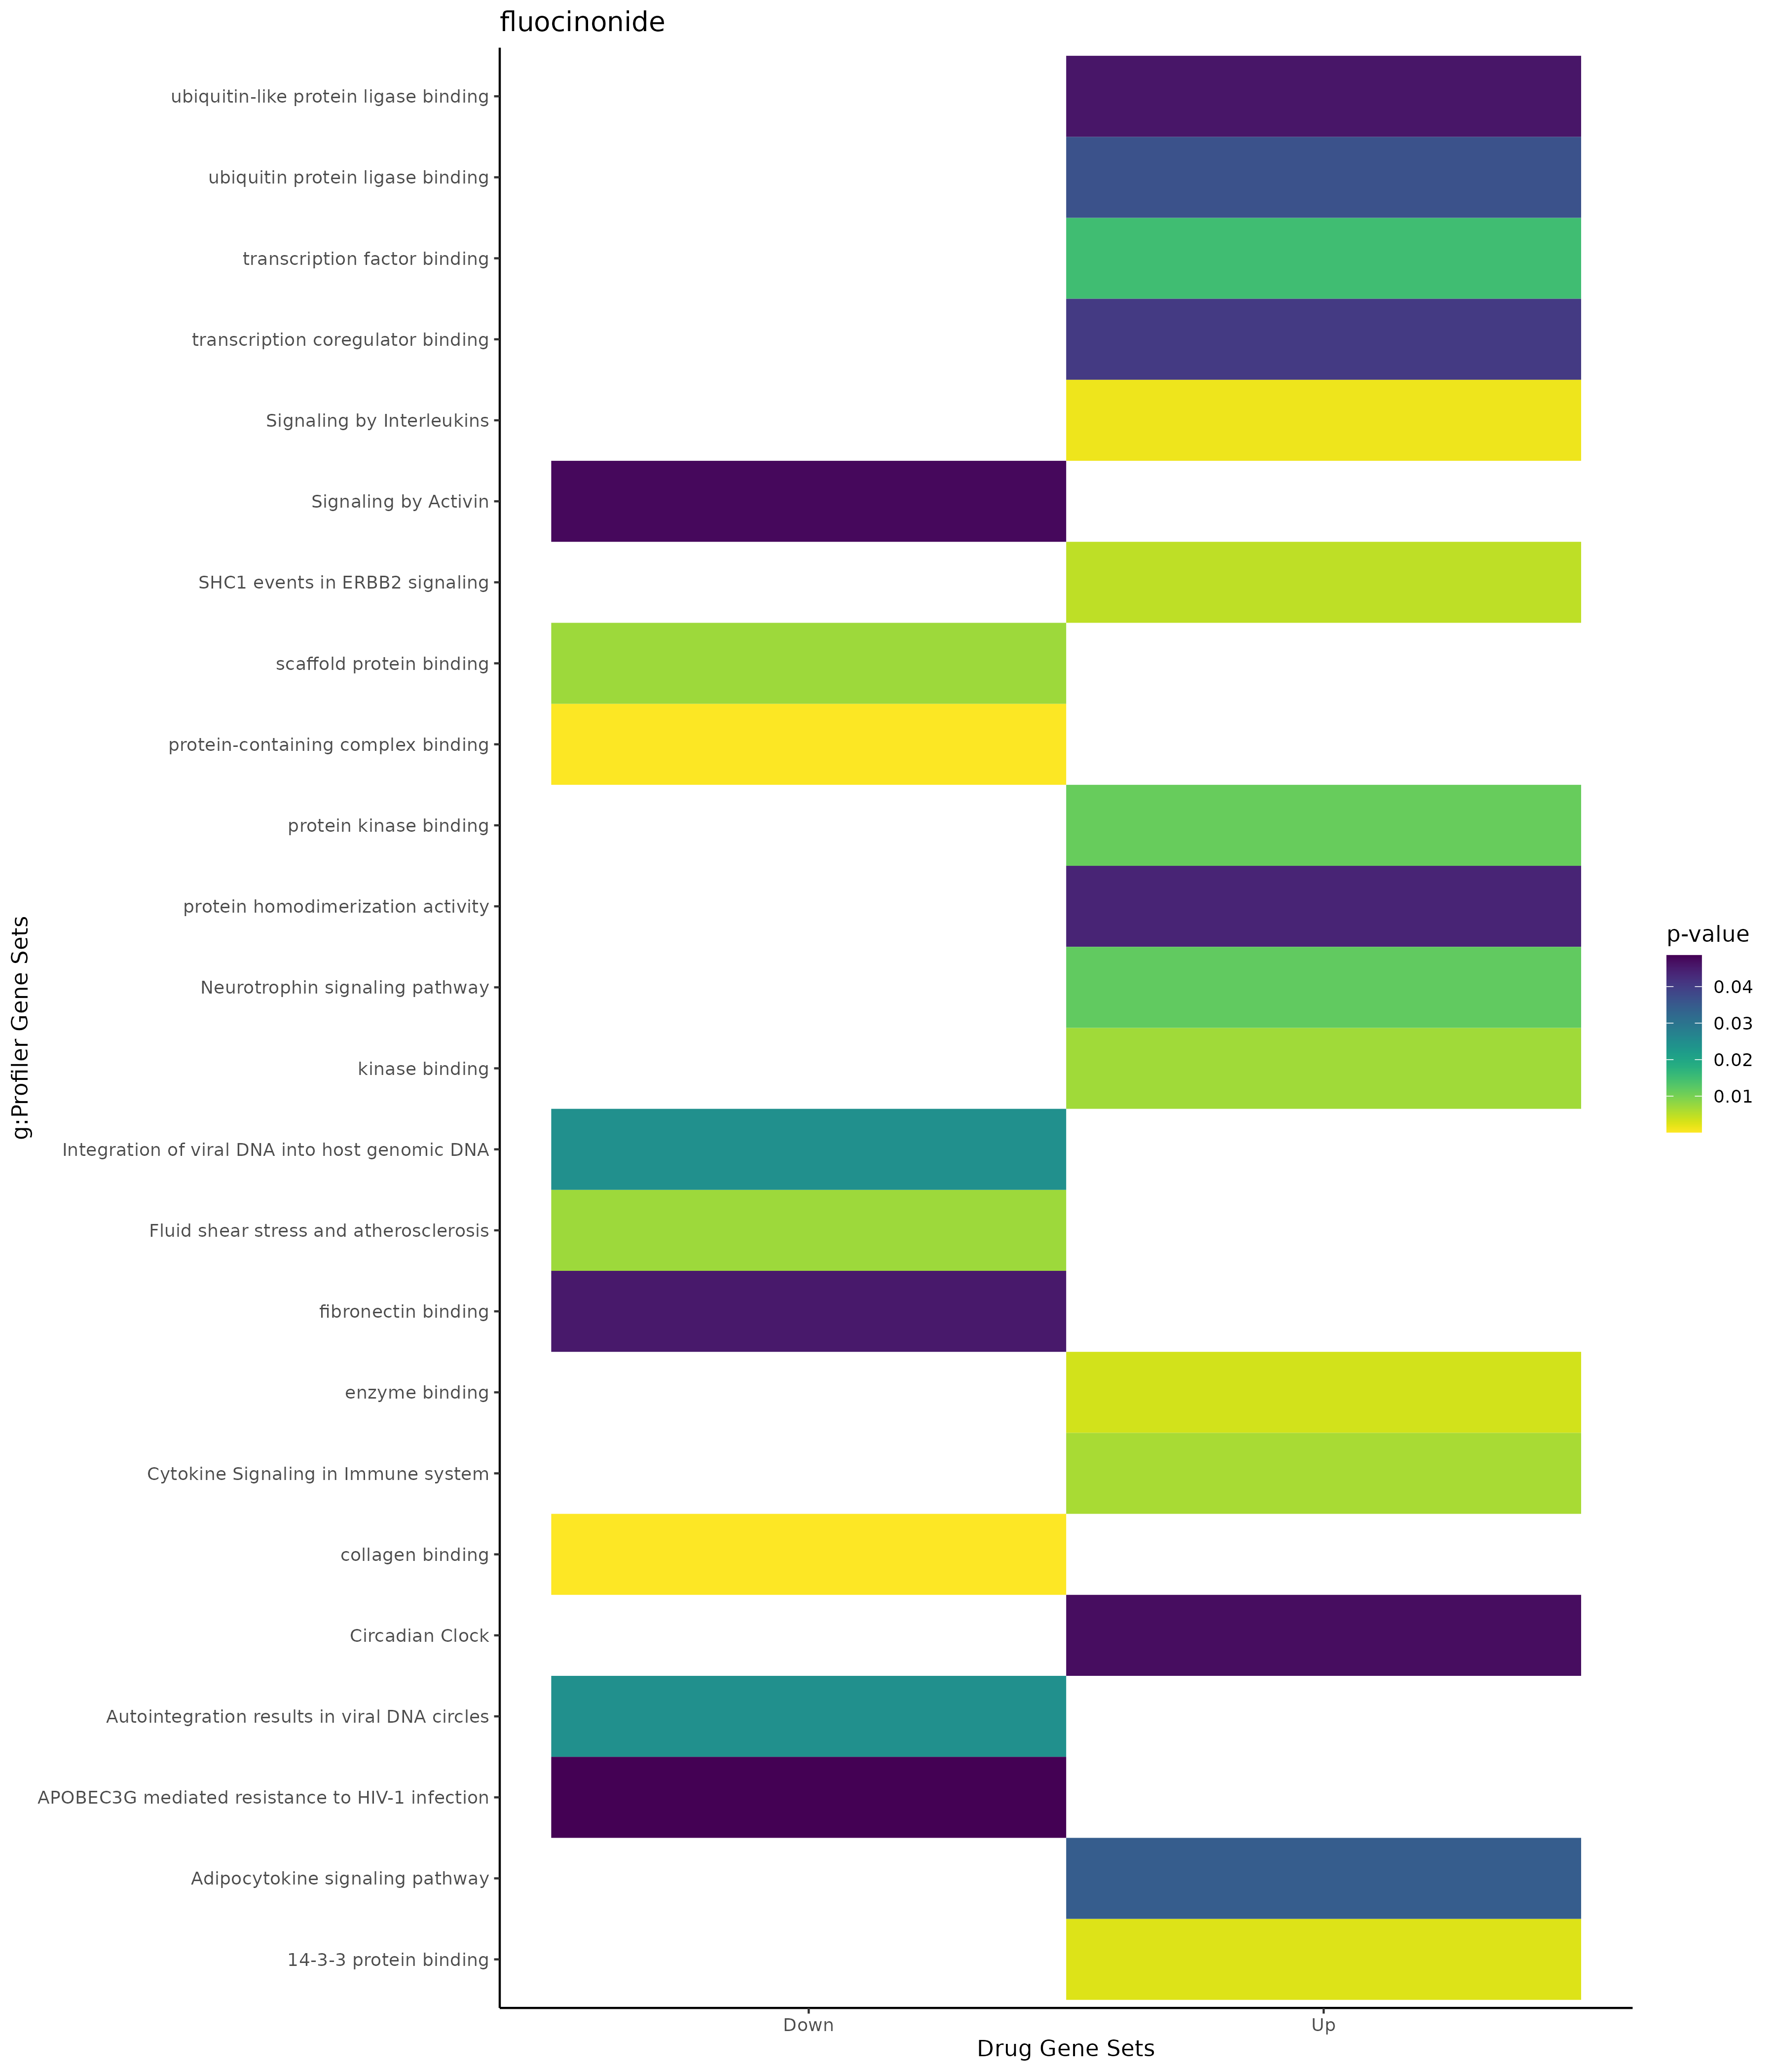 fluocinonide
ubiquitin-like protein ligase binding
ubiquitin protein ligase binding
transcription factor binding
transcription coregulator binding
Signaling by Interleukins
Signaling by Activin
SHC1 events in ERBB2 signaling
scaffold protein binding
protein-containing complex binding
protein kinase binding
protein homodimerization activity
Neurotrophin signaling pathway
kinase binding
Integration of viral DNA into host genomic DNA
Fluid shear stress and atherosclerosis
fibronectin binding
enzyme binding
Cytokine Signaling in Immune system
collagen binding
Circadian Clock
Autointegration results in viral DNA circles
APOBEC3G mediated resistance to HIV-1 infection
Adipocytokine signaling pathway
14-3-3 protein binding
g:Profiler Gene Sets
Down
Up
Drug Gene Sets
p-value
0.04
0.03
0.02
0.01